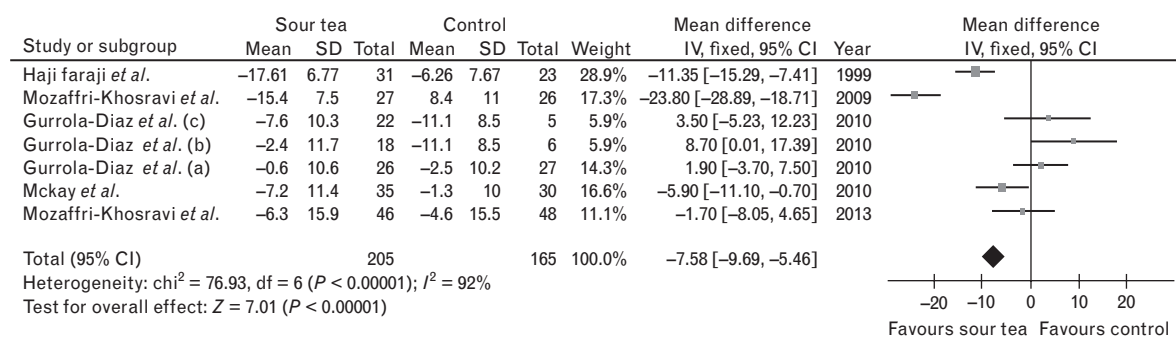 Sour tea Control Mean difference Mean difference
Study or subgroup Mean SD Total Mean SD Total Weight IV, fixed, 95% CI Year IV, fixed, 95% CI
Haji faraji et al. −17.61 6.77 31 −6.26 7.67 23 28.9% −11.35 [−15.29, −7.41] 1999
Mozaffri-Khosravi et al. −15.4 7.5 27 8.4 11 26 17.3% −23.80 [−28.89, −18.71] 2009
Gurrola-Diaz et al. (c) −7.6 10.3 22 −11.1 8.5 5 5.9% 3.50 [−5.23, 12.23] 2010
Gurrola-Diaz et al. (b) −2.4 11.7 18 −11.1 8.5 6 5.9% 8.70 [0.01, 17.39] 2010
Gurrola-Diaz et al. (a) −0.6 10.6 26 −2.5 10.2 27 14.3% 1.90 [−3.70, 7.50] 2010
Mckay et al. −7.2 11.4 35 −1.3 10 30 16.6% −5.90 [−11.10, −0.70] 2010
Mozaffri-Khosravi et al. −6.3 15.9 46 −4.6 15.5 48 11.1% −1.70 [−8.05, 4.65] 2013
Total (95% CI) 205 165 100.0% −7.58 [−9.69, −5.46]
Heterogeneity: chi² = 76.93, df = 6 (P < 0.00001); I² = 92%
Test for overall effect: Z = 7.01 (P < 0.00001)
−20 −10 0 10 20
Favours sour tea Favours control